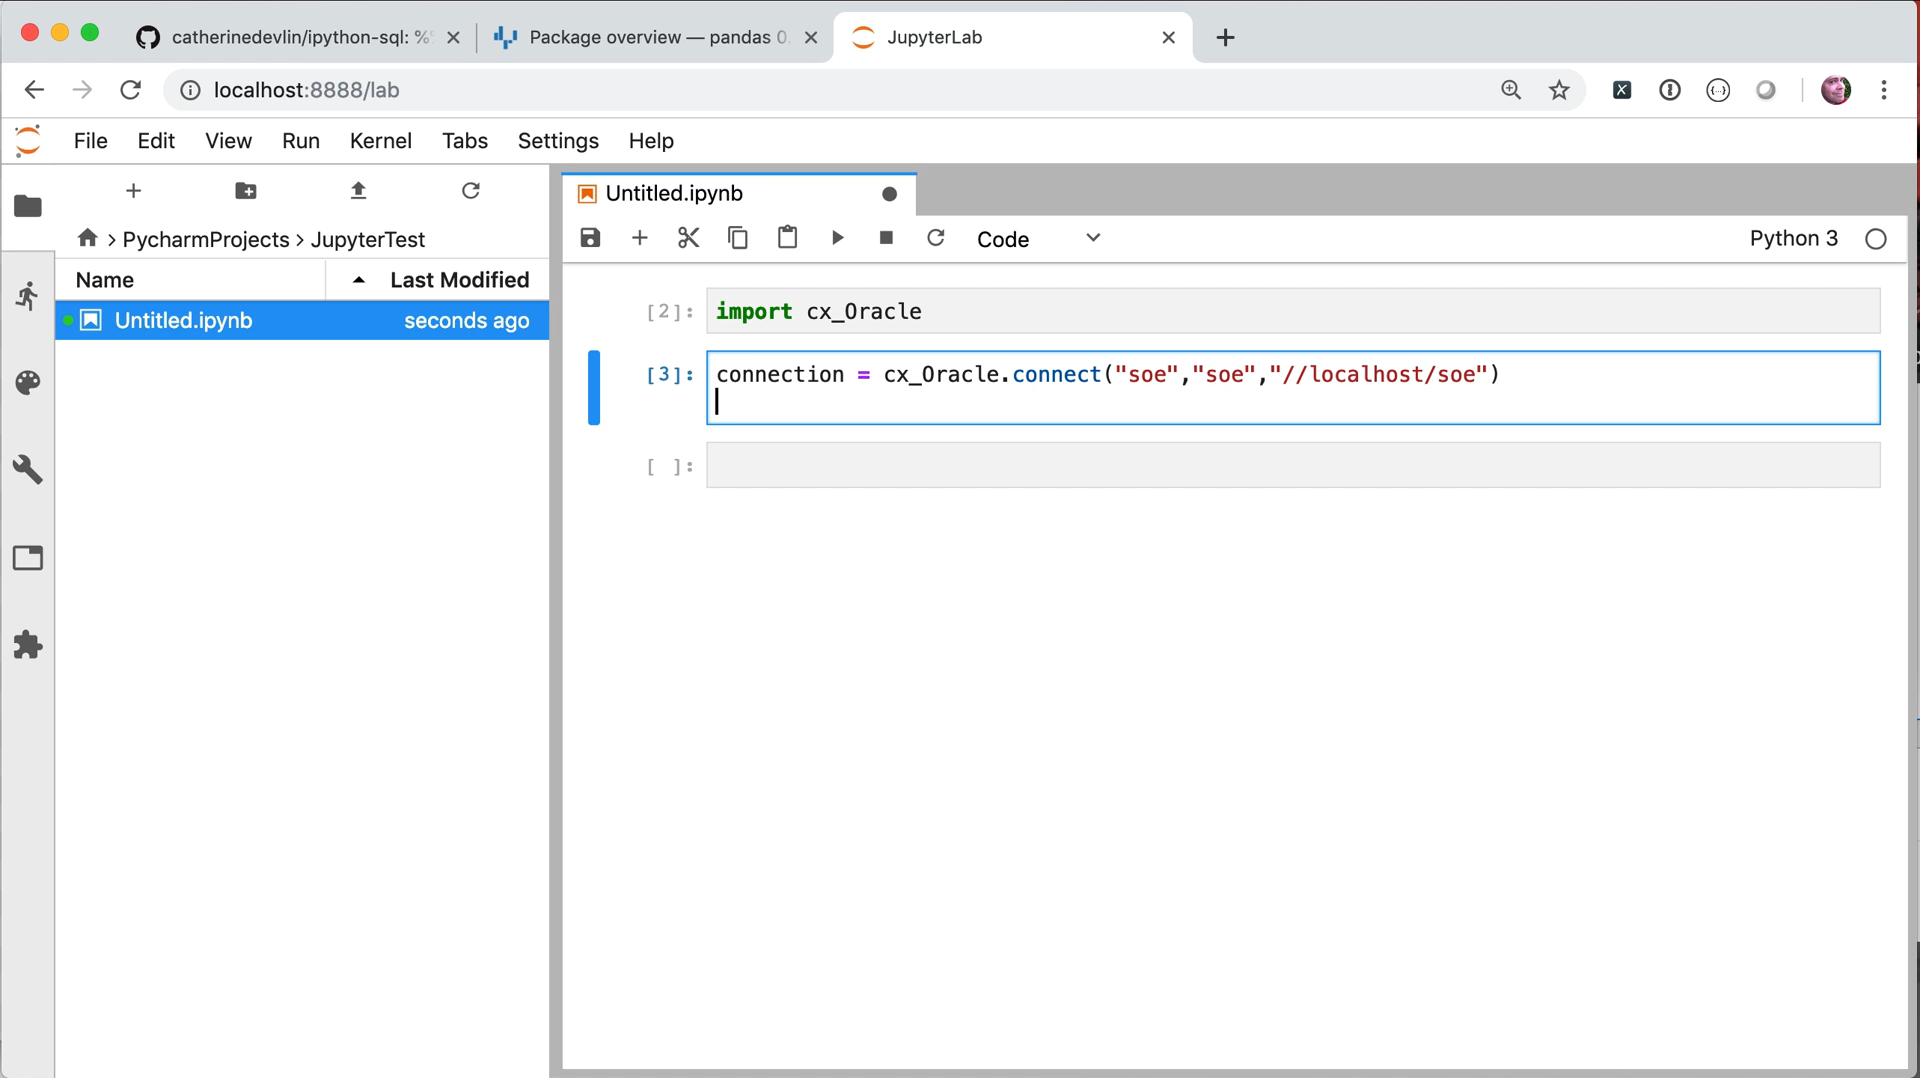 catherinedevlin/ipython-sql: %
Package overview — pandas 0.
JupyterLab
localhost:8888/lab
File Edit View Run Kernel Tabs Settings Help
Untitled.ipynb
Code
Python 3
PycharmProjects > JupyterTest
Name Last Modified
Untitled.ipynb seconds ago
[2]: import cx_Oracle
[3]: connection = cx_Oracle.connect("soe","soe","//localhost/soe")
[ ]: